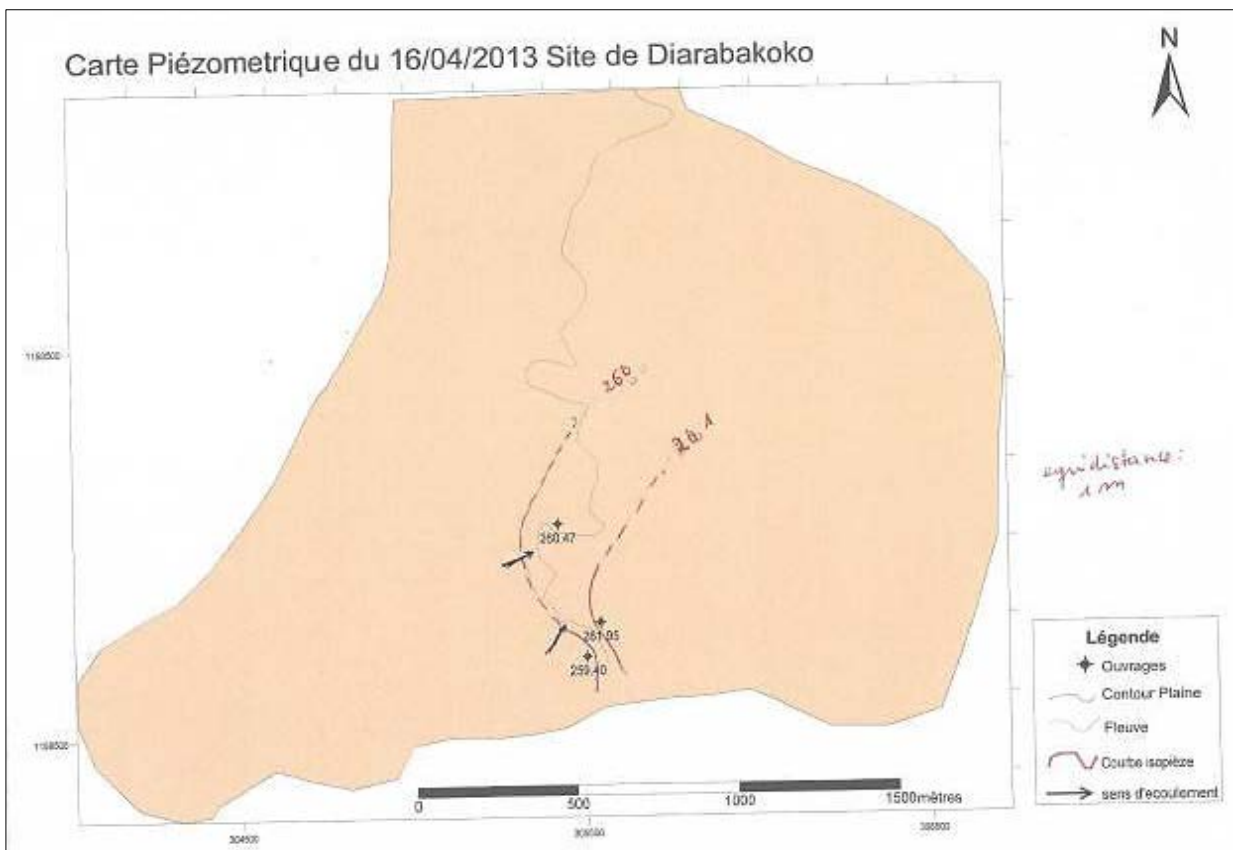 Carte Piézometrique du 16/04/2013 Site de Diarabakoko
N
260
equidistance:
1 m
260.47
261.95
259.40
Légende
Ouvrages
Contour Plaine
Fleuve
Courbe isopièze
sens d'ecoulement
0 500 1000 1500mètres